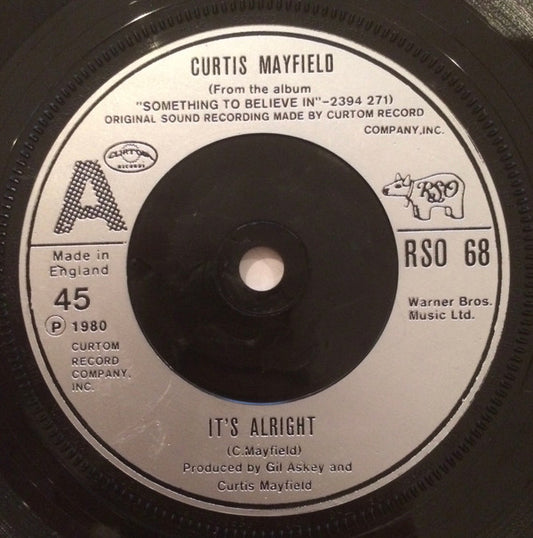 CURTIS MAYFIELD
(From the album
"SOMETHING TO BELIEVE IN"-2394 271)
ORIGINAL SOUND RECORDING MADE BY CURTOM RECORD
COMPANY,INC.
CURTOM
RECORDS
A
RSO
Made in
England
RSO 68
45
Ⓟ 1980
Warner Bros.
Music Ltd.
CURTOM
RECORD
COMPANY,
INC.
IT'S ALRIGHT
(C.Mayfield)
Produced by Gil Askey and
Curtis Mayfield